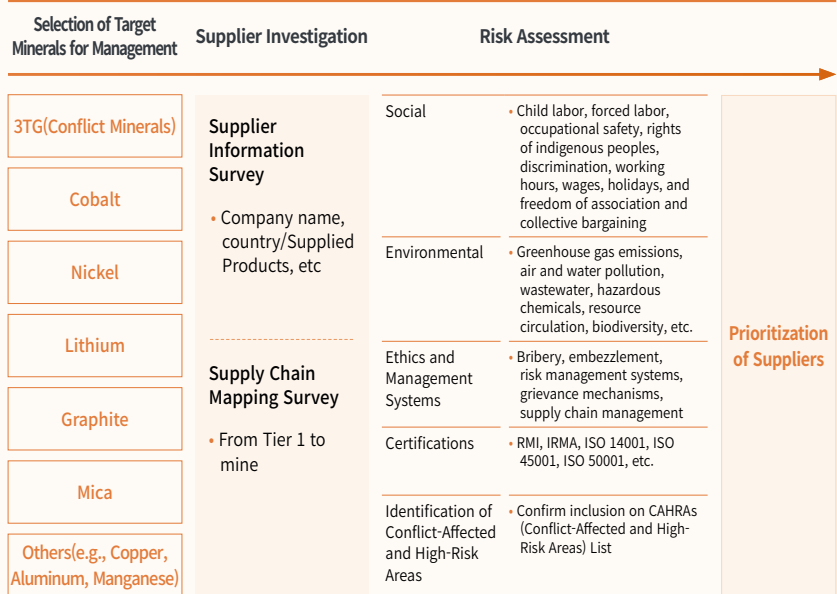 Selection of Target
Minerals for Management
Supplier Investigation
Risk Assessment
3TG(Conflict Minerals)
Cobalt
Nickel
Lithium
Graphite
Mica
Others(e.g., Copper,
Aluminum, Manganese)
Supplier
Information
Survey
• Company name,
country/Supplied
Products, etc
Supply Chain
Mapping Survey
• From Tier 1 to
mine
Social
• Child labor, forced labor,
occupational safety, rights
of indigenous peoples,
discrimination, working
hours, wages, holidays, and
freedom of association and
collective bargaining
Environmental
• Greenhouse gas emissions,
air and water pollution,
wastewater, hazardous
chemicals, resource
circulation, biodiversity, etc.
Ethics and
Management
Systems
• Bribery, embezzlement,
risk management systems,
grievance mechanisms,
supply chain management
Certifications
• RMI, IRMA, ISO 14001, ISO
45001, ISO 50001, etc.
Identification of
Conflict-Affected
and High-Risk
Areas
• Confirm inclusion on CAHRAs
(Conflict-Affected and High-
Risk Areas) List
Prioritization
of Suppliers